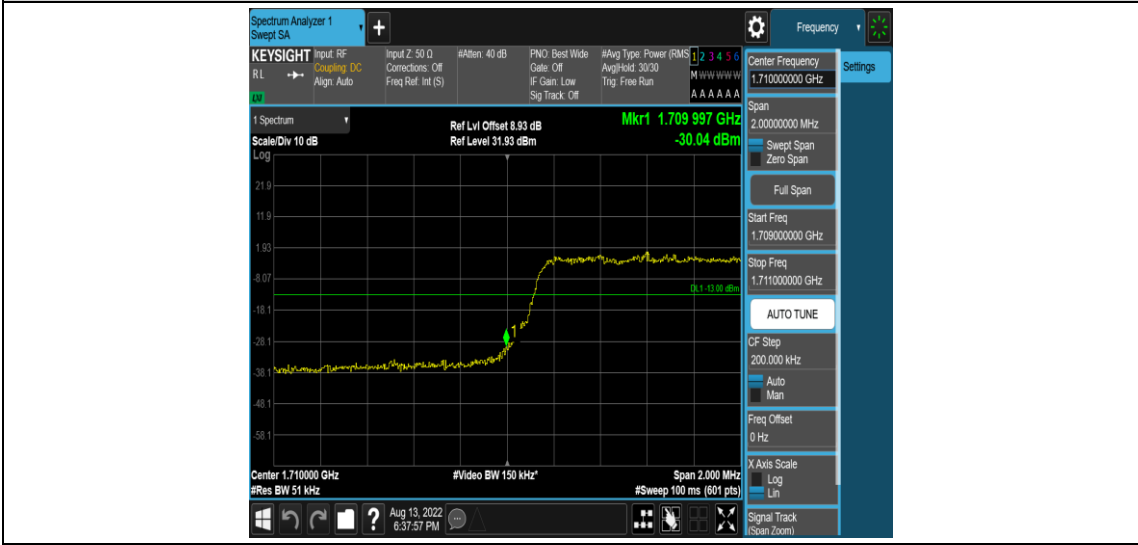 Spectrum Analyzer 1
Swept SA
+
Frequency
KEYSIGHT
RL
LM
Input: RF
Coupling: DC
Align: Auto
Input Z: 50 Ω
Corrections: Off
Freq Ref: Int (S)
#Atten: 40 dB
PNO: Best Wide
Gate: Off
IF Gain: Low
Sig Track: Off
#Avg Type: Power (RMS
Avg|Hold: 30/30
Trig: Free Run
1 2 3 4 5 6
M W W W W W
A A A A A A
1 Spectrum
Scale/Div 10 dB
Log
Ref Lvl Offset 8.93 dB
Ref Level 31.93 dBm
Mkr1 1.709 997 GHz
-30.04 dBm
21.9
11.9
1.93
-8.07
-18.1
-28.1
-38.1
-48.1
-58.1
DL1 -13.00 dBm
1
Center 1.710000 GHz
#Res BW 51 kHz
#Video BW 150 kHz*
Span 2.000 MHz
#Sweep 100 ms (601 pts)
?
Aug 13, 2022
6:37:57 PM
Center Frequency
1.710000000 GHz
Settings
Span
2.00000000 MHz
Swept Span
Zero Span
Full Span
Start Freq
1.709000000 GHz
Stop Freq
1.711000000 GHz
AUTO TUNE
CF Step
200.000 kHz
Auto
Man
Freq Offset
0 Hz
X Axis Scale
Log
Lin
Signal Track
(Span Zoom)